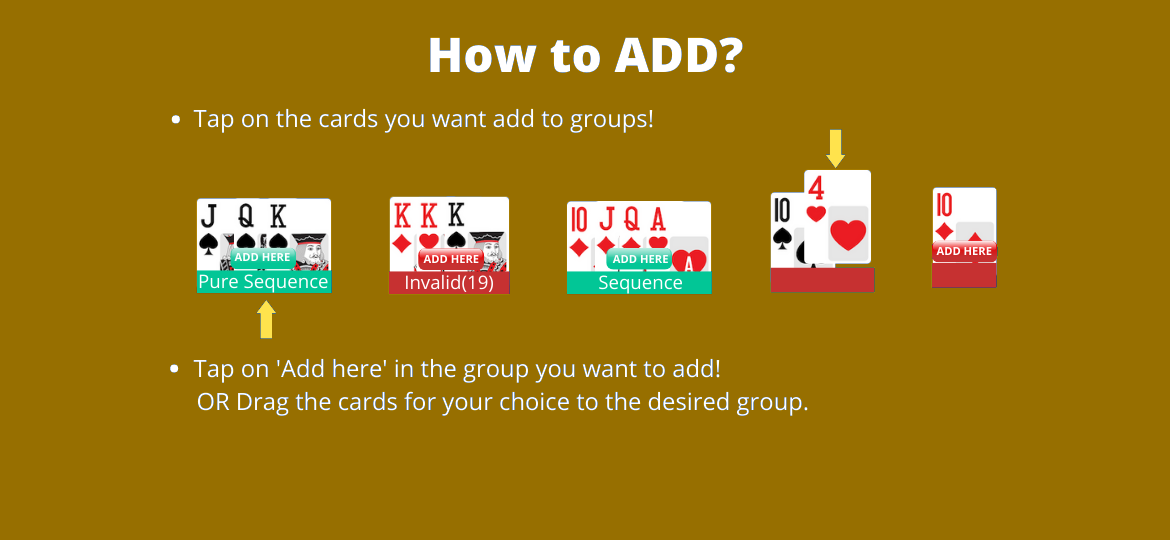 How to ADD?
• Tap on the cards you want add to groups!
4
J Q K
K K K
10 J Q A
10
10
A
ADD HERE
ADD HERE
ADD HERE
ADD HERE
Pure Sequence
Invalid(19)
Sequence
• Tap on 'Add here' in the group you want to add!
OR Drag the cards for your choice to the desired group.